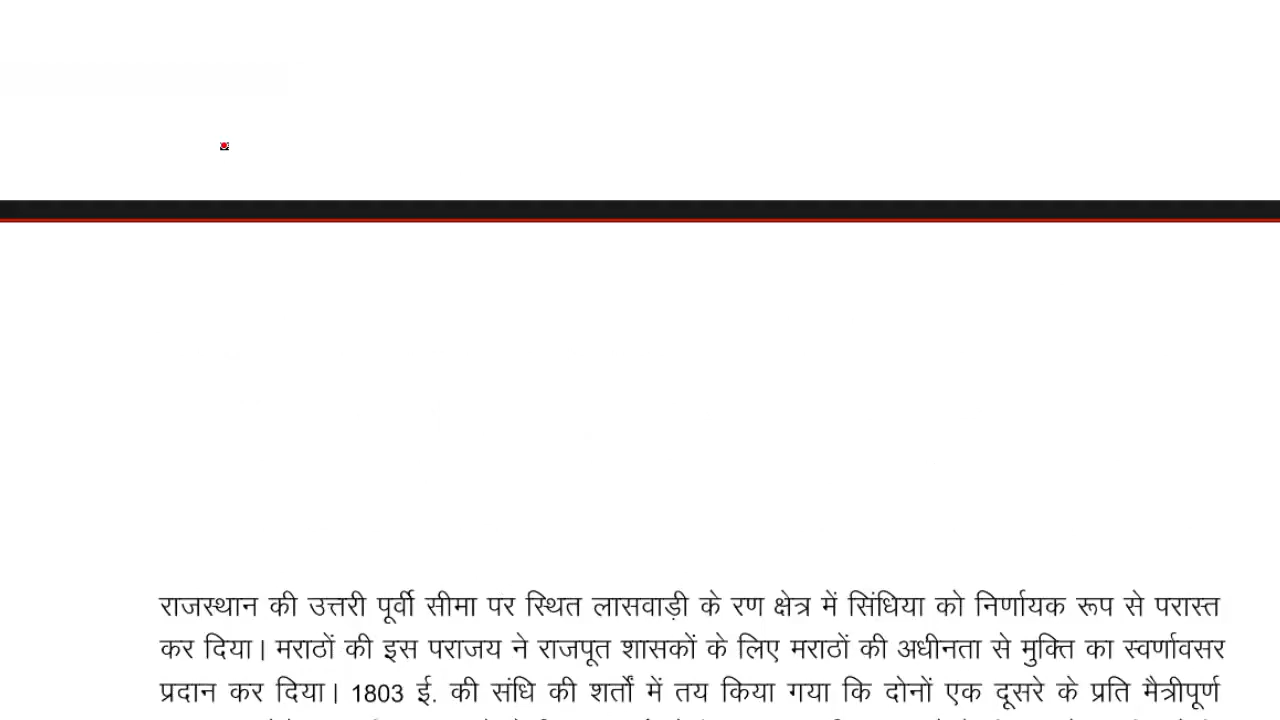 राजस्थान की उत्तरी पूर्वी सीमा पर स्थित लासवाड़ी के रण क्षेत्र में सिंधिया को निर्णायक रूप से परास्त
कर दिया। मराठों की इस पराजय ने राजपूत शासकों के लिए मराठों की अधीनता से मुक्ति का स्वर्णावसर
प्रदान कर दिया। 1803 ई. की संधि की शर्तों में तय किया गया कि दोनों एक दूसरे के प्रति मैत्रीपूर्ण